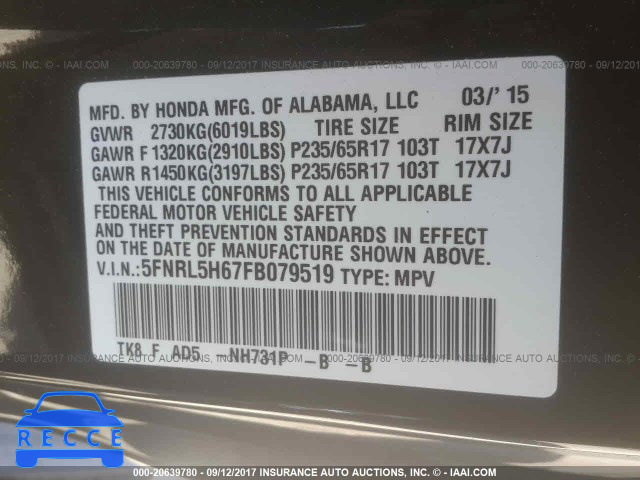 000-20639780 - 09/12/2017 INSURANCE AUTO AUCTIONS, INC. - © IAAI.COM
MFD. BY HONDA MFG. OF ALABAMA, LLC 03/' 15
GVWR 2730KG(6019LBS) TIRE SIZE RIM SIZE
GAWR F 1320KG(2910LBS) P235/65R17 103T 17X7J
GAWR R1450KG(3197LBS) P235/65R17 103T 17X7J
THIS VEHICLE CONFORMS TO ALL APPLICABLE
FEDERAL MOTOR VEHICLE SAFETY
AND THEFT PREVENTION STANDARDS IN EFFECT
ON THE DATE OF MANUFACTURE SHOWN ABOVE.
V.I.N.:5FNRL5H67FB079519 TYPE: MPV
TK8 F AD5 -NH731P -B -B
RECCE
000-20639780 - 09/12/2017 INSURANCE AUTO AUCTIONS, INC. - © IAAI.COM